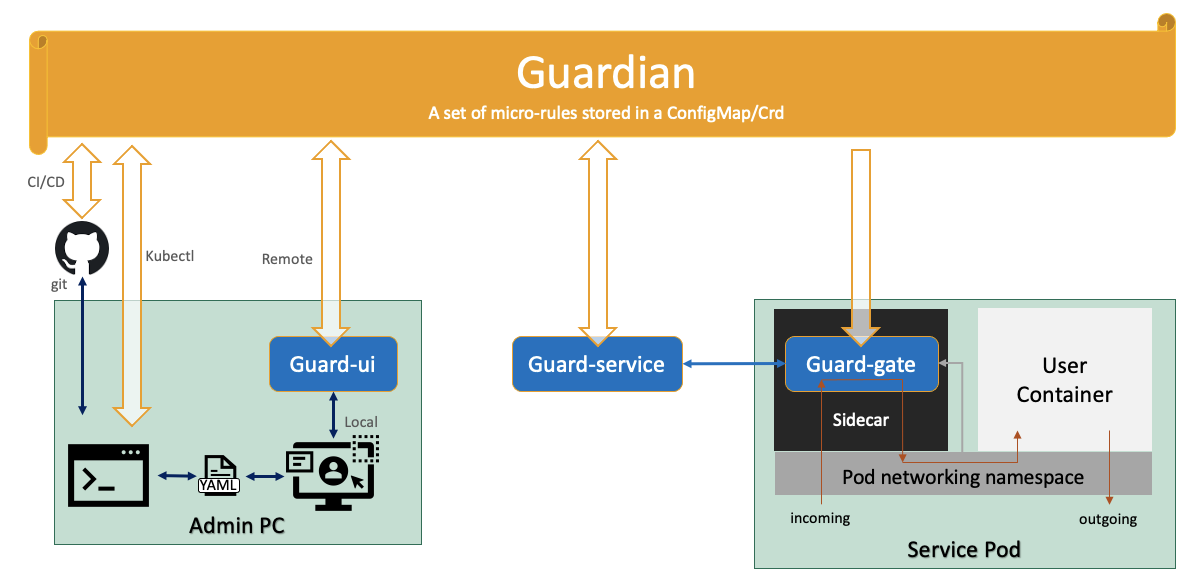 Guardian
A set of micro-rules stored in a ConfigMap/Crd
CI/CD
Kubectl
Remote
git
Guard-ui
Guard-service
Guard-gate
User
Container
Local
Sidecar
YAML
Pod networking namespace
incoming
outgoing
Admin PC
Service Pod